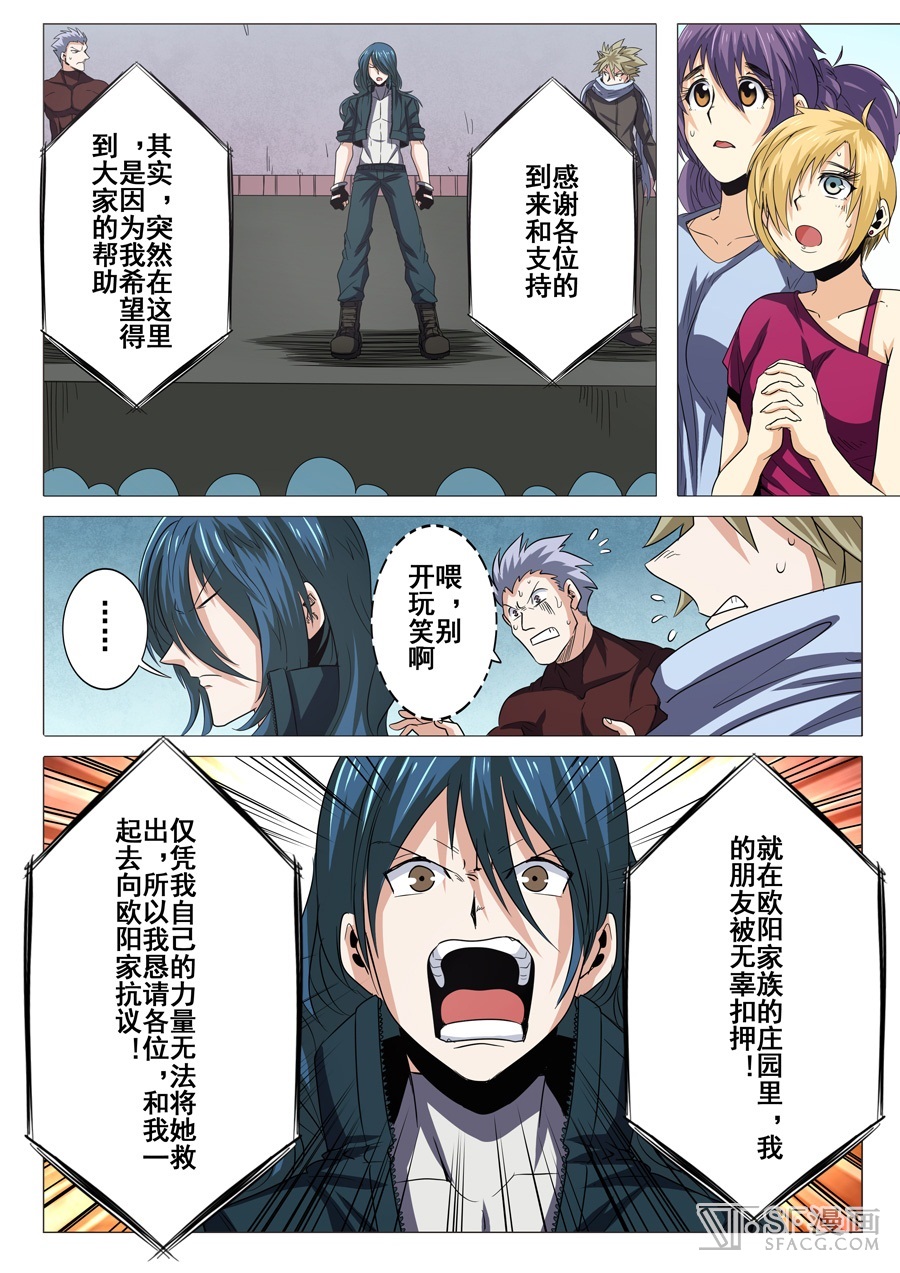 感谢各位的
到来和支持
其实，突然在这里
，是因为我希望得
到大家的帮助
喂，别
开玩笑啊
……
就在欧阳家族的庄园里，我
的朋友被无辜扣押！
仅凭我自己的力量无法将她救
出，所以我恳请各位，和我一
起去向欧阳家抗议！
SF漫画
SFACG.COM